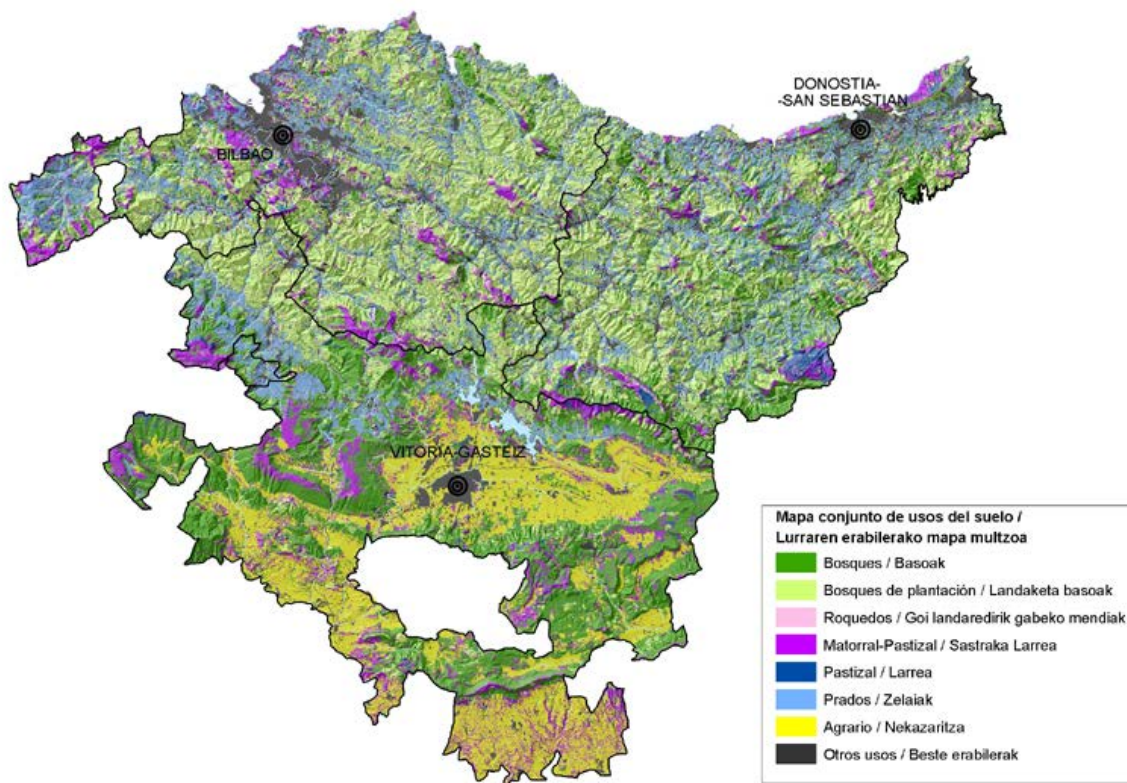 DONOSTIA-
-SAN SEBASTIAN
BILBAO
VITORIA-GASTEIZ
Mapa conjunto de usos del suelo /
Lurraren erabilerako mapa multzoa
Bosques / Basoak
Bosques de plantación / Landaketa basoak
Roquedos / Goi landaredirik gabeko mendiak
Matorral-Pastizal / Sastraka Larrea
Pastizal / Larrea
Prados / Zelaiak
Agrario / Nekazaritza
Otros usos / Beste erabilerak